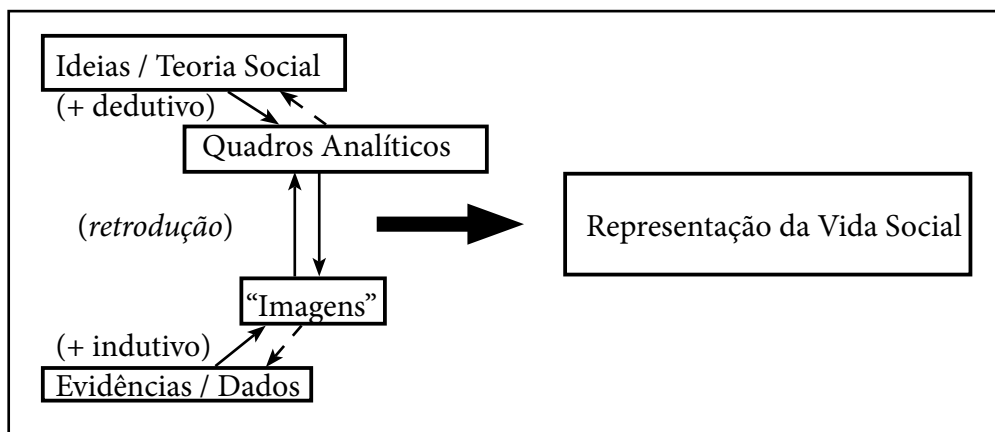 Ideias / Teoria Social
(+ dedutivo)
Quadros Analíticos
(retrodução)
Representação da Vida Social
“Imagens”
(+ indutivo)
Evidências / Dados